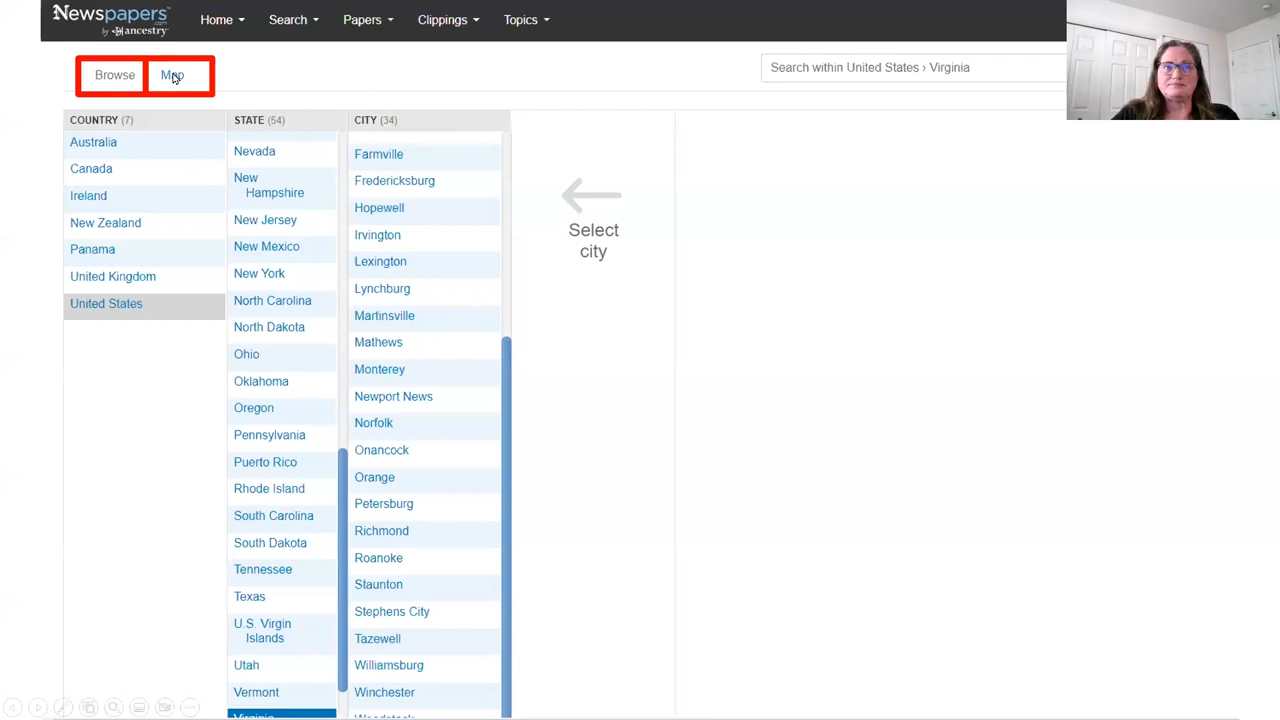 Newspapers
.com
by ancestry
Home
Search
Papers
Clippings
Topics
Browse
Map
Search within United States › Virginia
COUNTRY (7)
Australia
Canada
Ireland
New Zealand
Panama
United Kingdom
United States
STATE (54)
Nevada
New
Hampshire
New Jersey
New Mexico
New York
North Carolina
North Dakota
Ohio
Oklahoma
Oregon
Pennsylvania
Puerto Rico
Rhode Island
South Carolina
South Dakota
Tennessee
Texas
U.S. Virgin
Islands
Utah
Vermont
Virginia
CITY (34)
Farmville
Fredericksburg
Hopewell
Irvington
Lexington
Lynchburg
Martinsville
Mathews
Monterey
Newport News
Norfolk
Onancock
Orange
Petersburg
Richmond
Roanoke
Staunton
Stephens City
Tazewell
Williamsburg
Winchester
Woodstock
Select
city